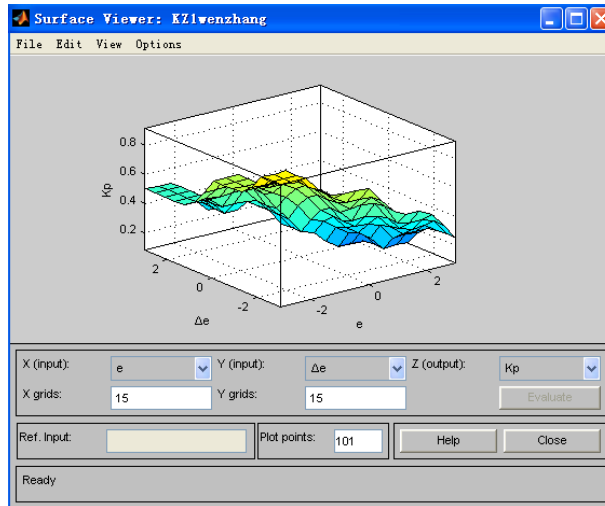 Surface Viewer: KZ1wenzhang
File Edit View Options
0.8
0.6
0.4
0.2
Kp
2
0
-2
Δe
-2
0
2
e
X (input): e Y (input): Δe Z (output): Kp
X grids: 15 Y grids: 15 Evaluate
Ref. Input: Plot points: 101 Help Close
Ready